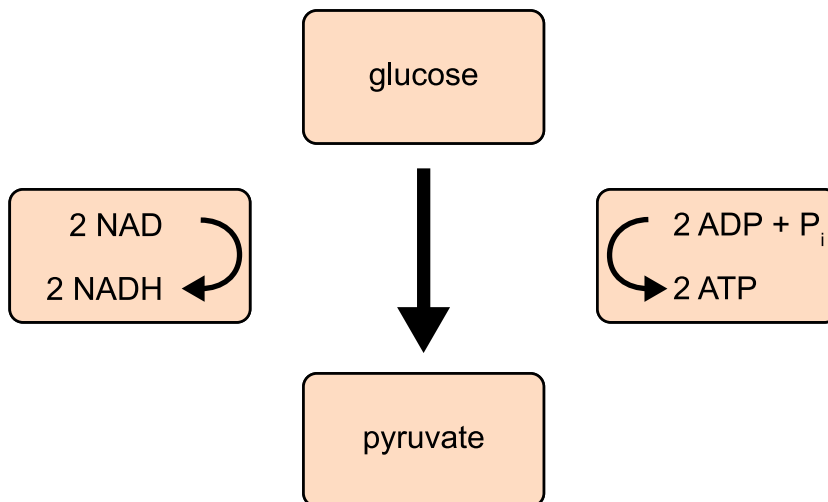 glucose
2 NAD
2 NADH
2 ADP + Pi
2 ATP
pyruvate